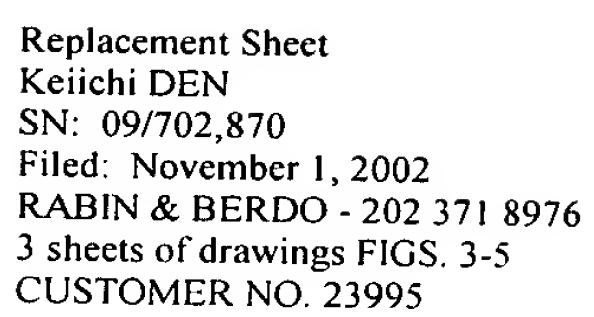 Replacement Sheet
Keiichi DEN
SN: 09/702,870
Filed: November 1, 2002
RABIN & BERDO - 202 371 8976
3 sheets of drawings FIGS. 3-5
CUSTOMER NO. 23995